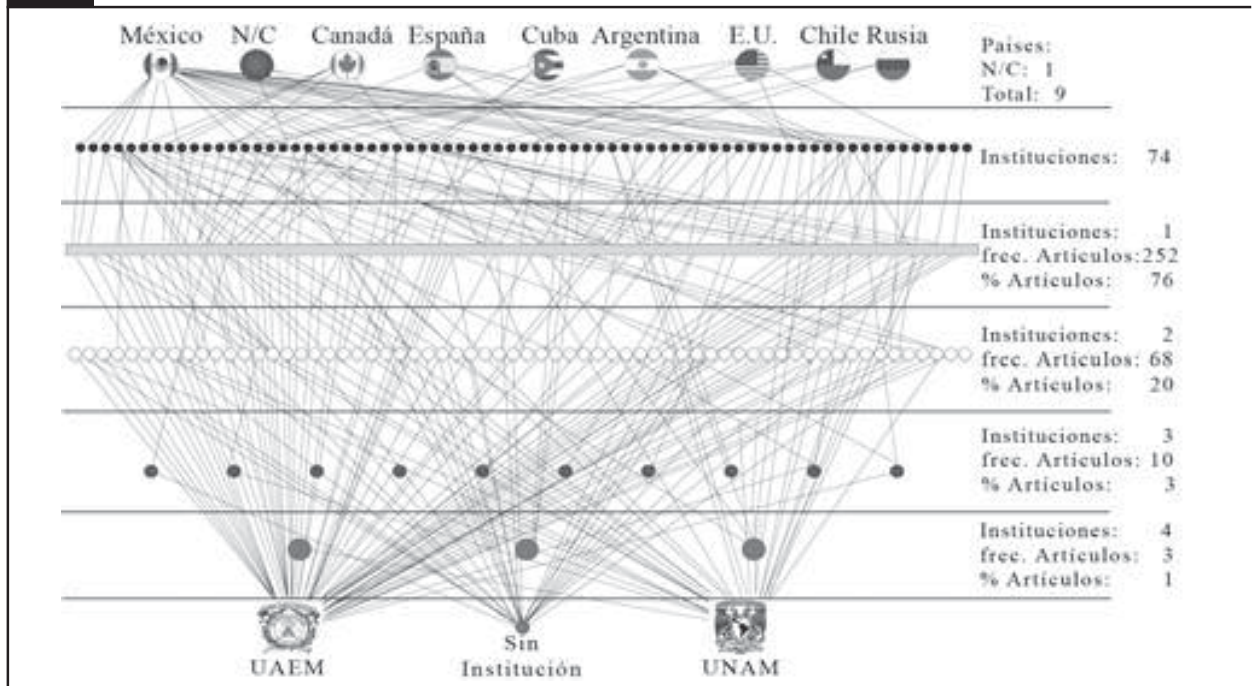 México N/C Canadá España Cuba Argentina E.U. Chile Rusia
Países:
N/C: 1
Total: 9
Instituciones: 74
Instituciones: 1
frec. Artículos:252
% Artículos: 76
Instituciones: 2
frec. Artículos: 68
% Artículos: 20
Instituciones: 3
frec. Artículos: 10
% Artículos: 3
Instituciones: 4
frec. Artículos: 3
% Artículos: 1
UAEM
Sin
Institución
UNAM